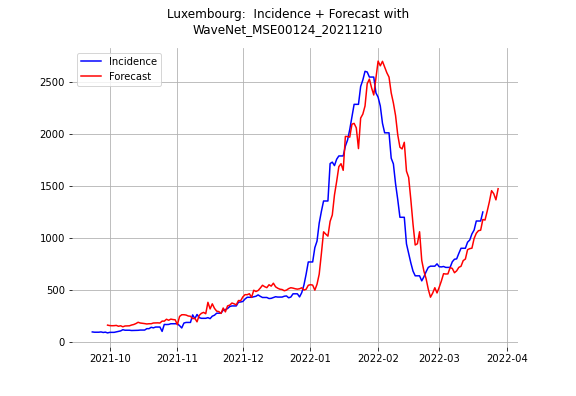 Luxembourg:  Incidence + Forecast with
WaveNet_MSE00124_20211210
Incidence
Forecast
2500
2000
1500
1000
500
0
2021-10 2021-11 2021-12 2022-01 2022-02 2022-03 2022-04